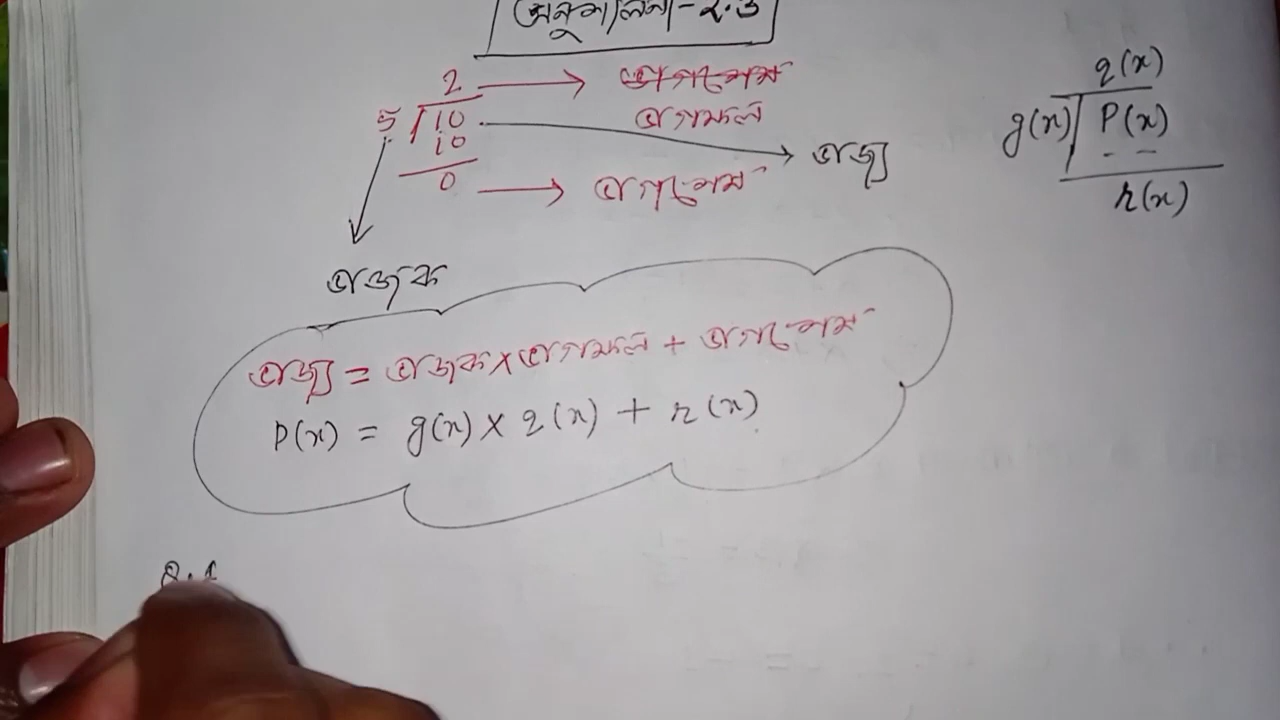 অনুশীলনী-২.৩
2 → ভাগশেষ
5 10 ভাগফল
10 → ভাজ্য
0 → ভাগশেষ
ভাজক
q(x)
g(x) P(x)
r(x)
ভাজ্য = ভাজক × ভাগফল + ভাগশেষ
P(x) = g(x) × q(x) + r(x)